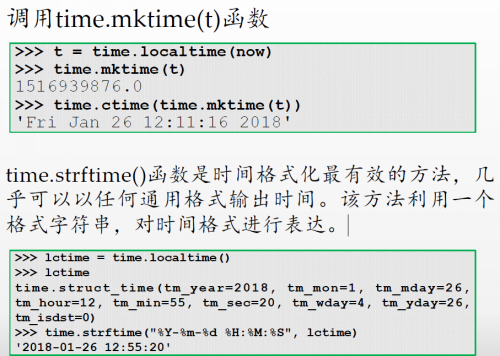 调用time.mktime(t)函数
>>> t = time.localtime(now)
>>> time.mktime(t)
1516939876.0
>>> time.ctime(time.mktime(t))
'Fri Jan 26 12:11:16 2018'
time.strftime()函数是时间格式化最有效的方法，几
乎可以以任何通用格式输出时间。该方法利用一个
格式字符串，对时间格式进行表达。
>>> lctime = time.localtime()
>>> lctime
time.struct_time(tm_year=2018, tm_mon=1, tm_mday=26,
tm_hour=12, tm_min=55, tm_sec=20, tm_wday=4, tm_yday=26,
tm_isdst=0)
>>> time.strftime("%Y-%m-%d %H:%M:%S", lctime)
'2018-01-26 12:55:20'